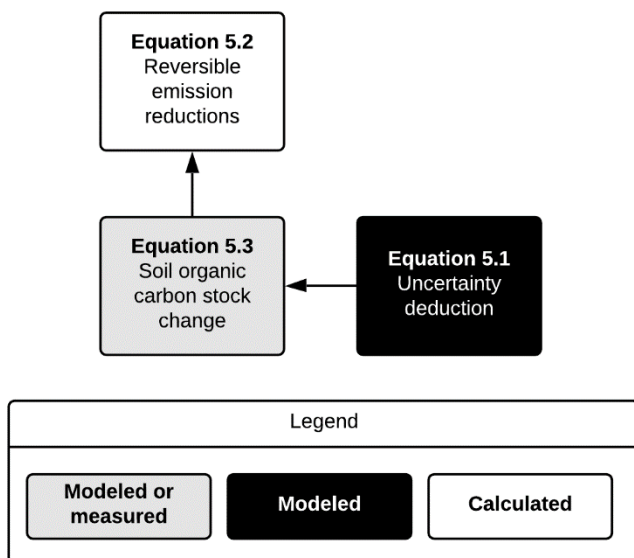 Equation 5.2
Reversible
emission
reductions
Equation 5.3
Soil organic
carbon stock
change
Equation 5.1
Uncertainty
deduction
Legend
Modeled or
measured
Modeled
Calculated